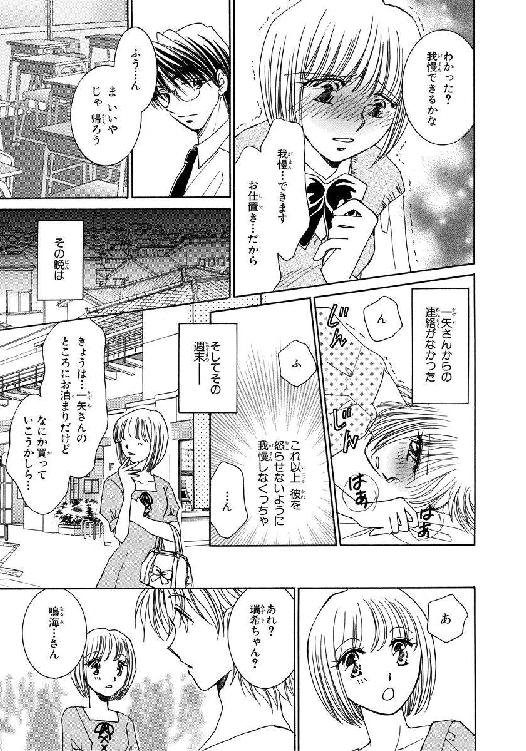 わかった?
我慢できるかな
我慢…できます
お仕置き…だから
ふう…ん
ま いいや
じゃ 帰ろう
その晩は
一矢さんからの
連絡がなかった
ん
じんっ
ふ
じんっ
はぁ
はぁ
これ以上 彼を
怒らせないように
我慢しなくっちゃ
…ん
そしてその
週末──
きょうは…一矢さんの
ところにお泊まりだけど
なにか買って
いこうかしら?
あ
あれ?
瑞希ちゃん?
鳴海…さん